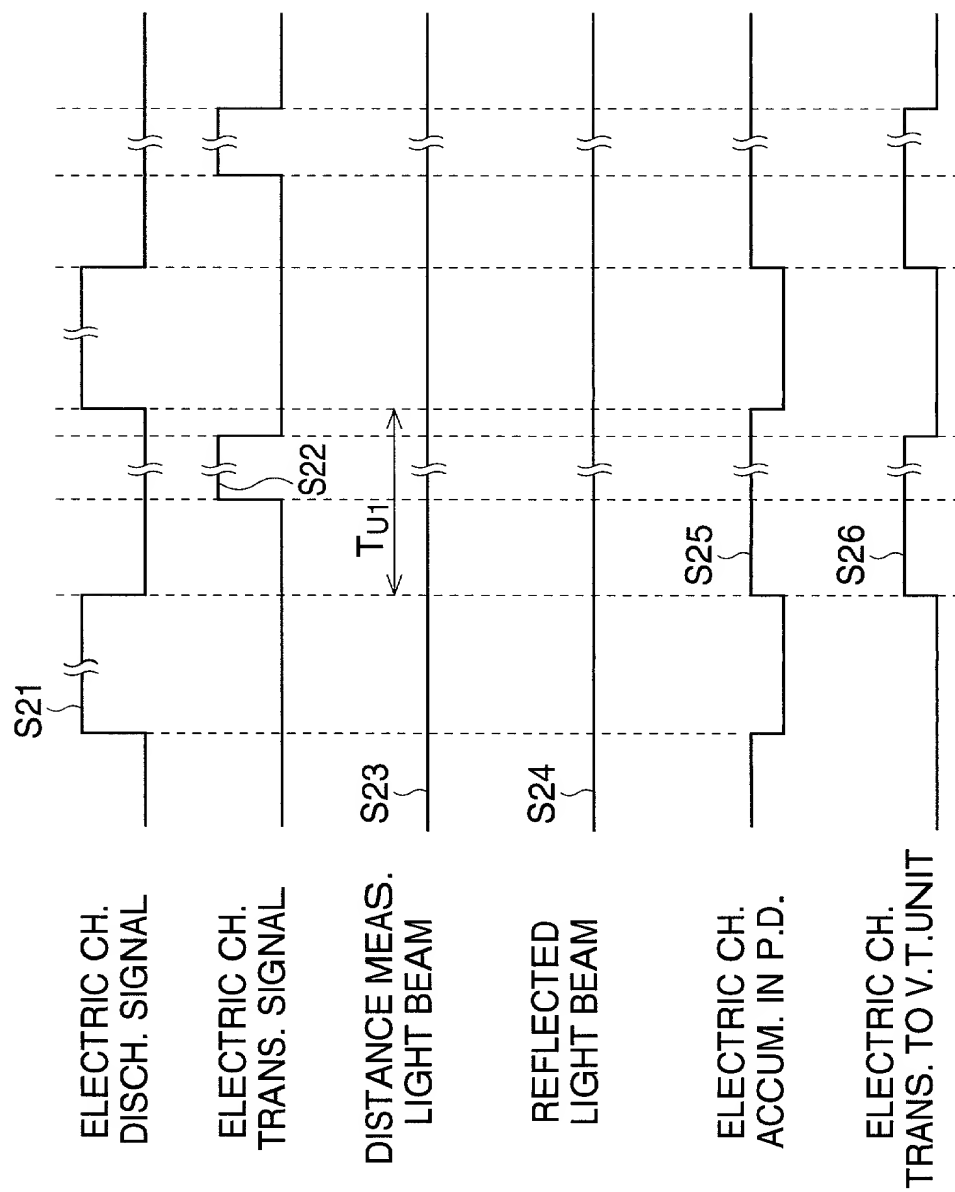 ELECTRIC CH.
DISCH. SIGNAL
S21
ELECTRIC CH.
TRANS. SIGNAL
S22
DISTANCE MEAS.
LIGHT BEAM
S23
TU1
REFLECTED
LIGHT BEAM
S24
ELECTRIC CH.
ACCUM. IN P.D.
S25
ELECTRIC CH.
TRANS. TO V.T.UNIT
S26